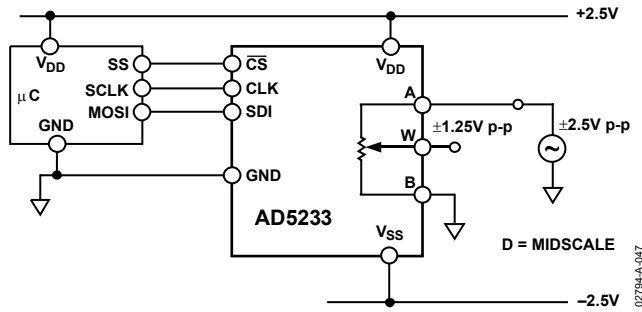 +2.5V
VDD
μC
SS
SCLK
MOSI
GND
CS
CLK
SDI
GND
AD5233
VDD
A
W
B
VSS
±1.25V p-p
±2.5V p-p
D = MIDSCALE
–2.5V
02794-A-047